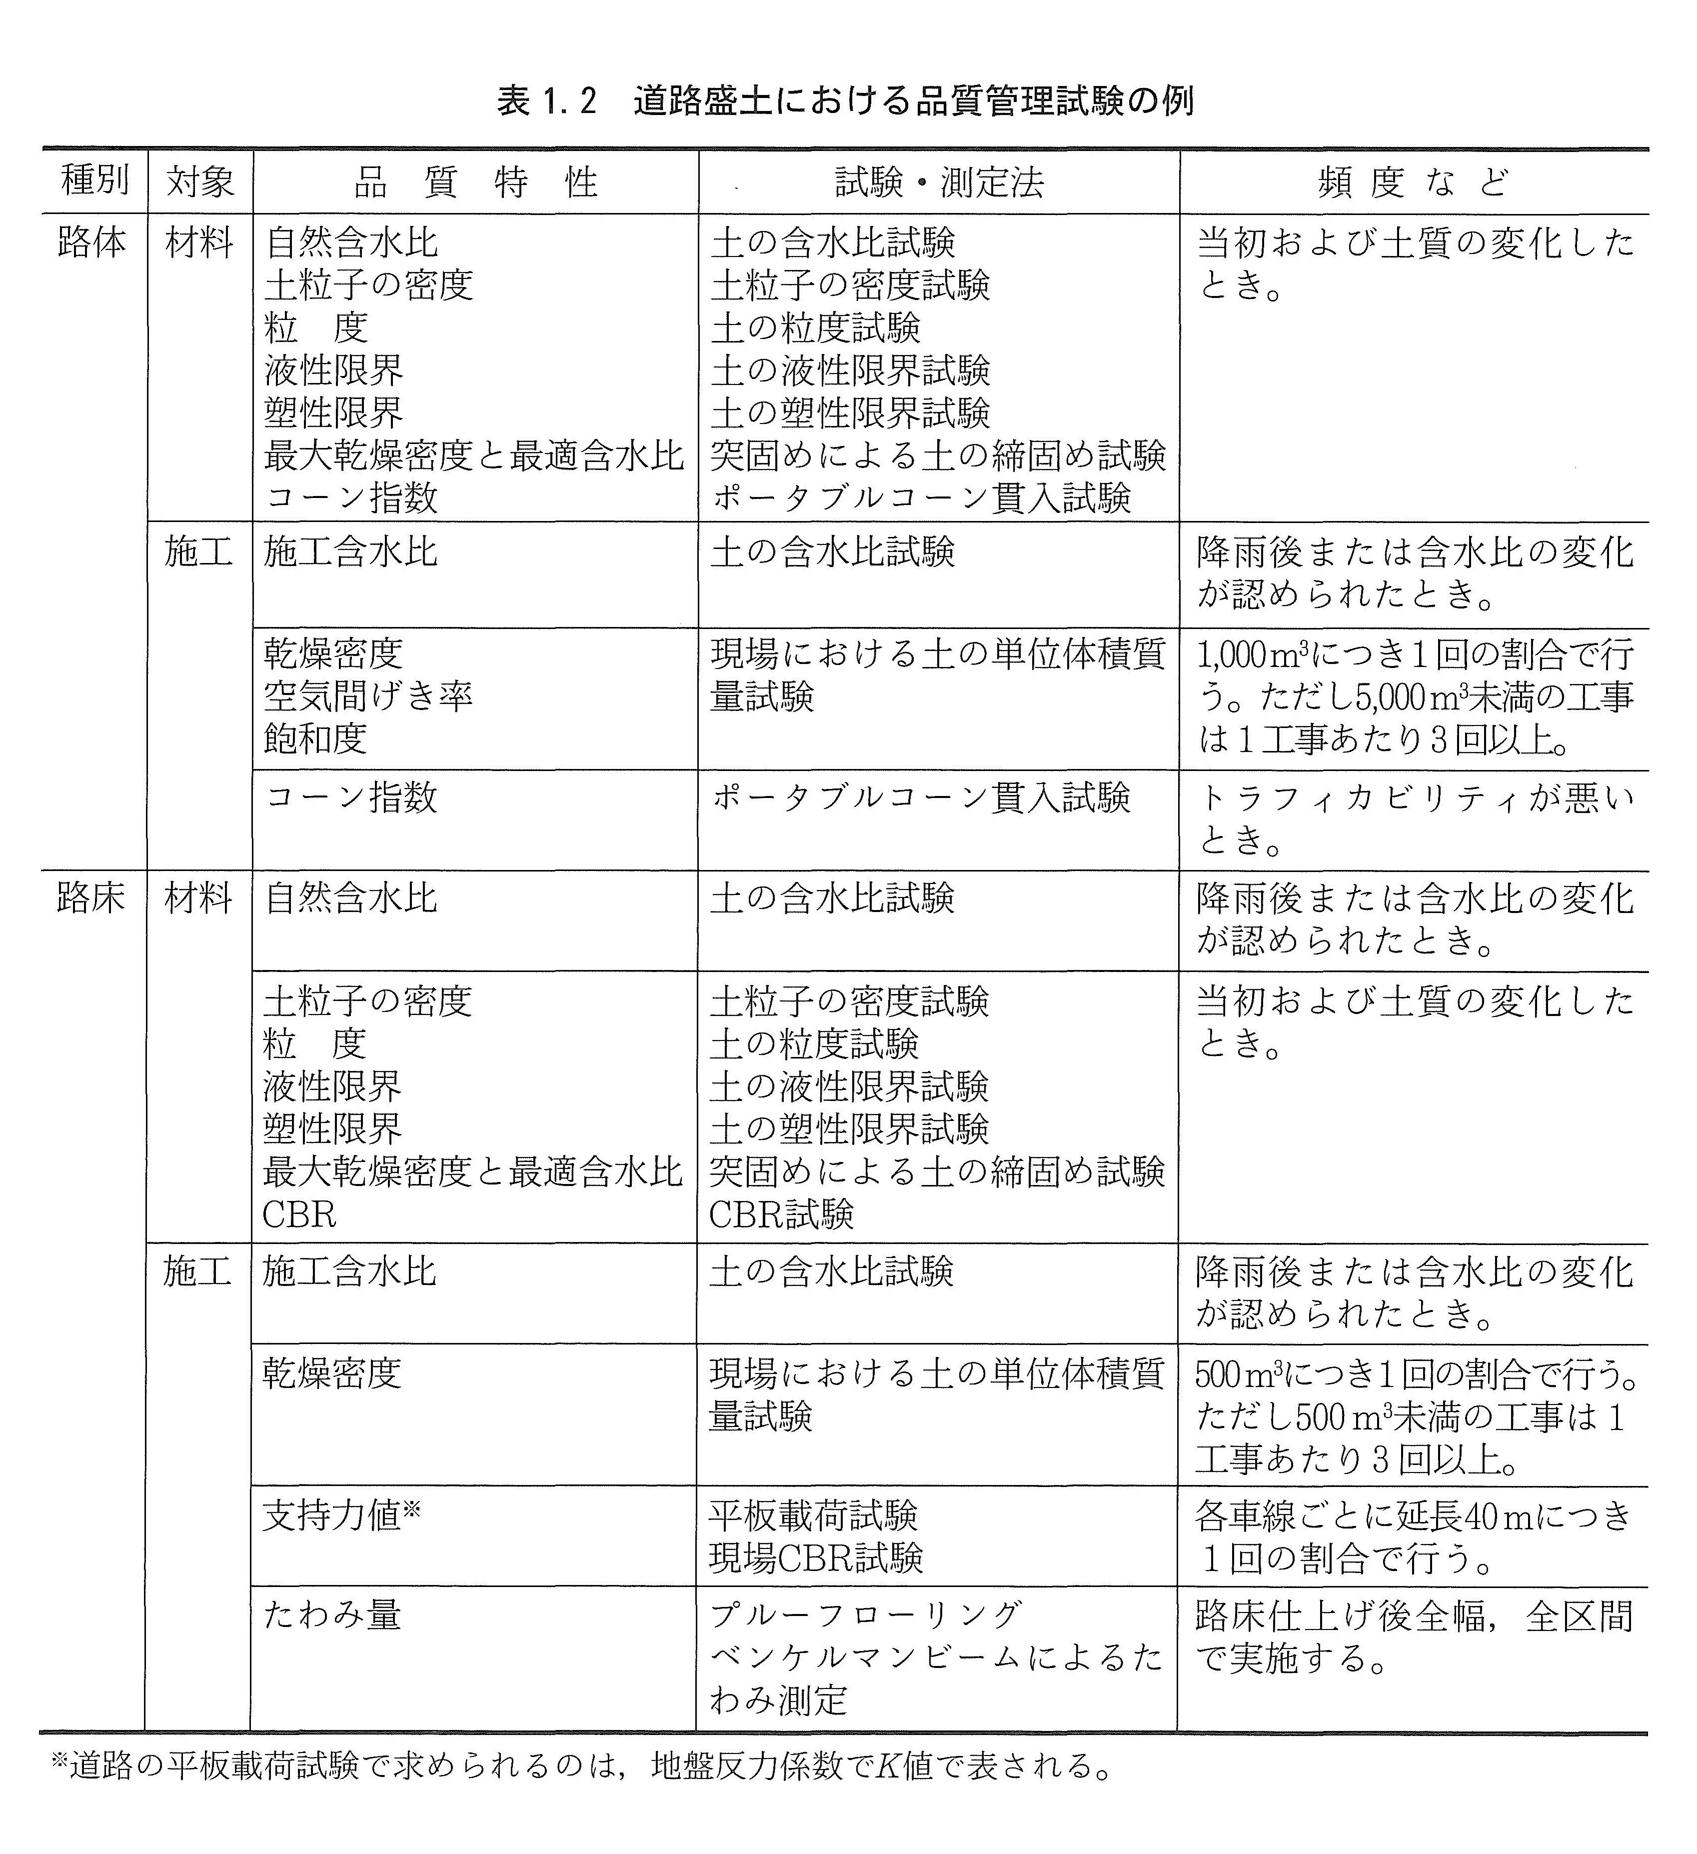 表1.2　道路盛土における品質管理試験の例
種別　対象　品　質　特　性　試験・測定法　頻　度　な　ど
路体　材料　自然含水比　土の含水比試験　当初および土質の変化した
土粒子の密度　土粒子の密度試験　とき。
粒　度　土の粒度試験
液性限界　土の液性限界試験
塑性限界　土の塑性限界試験
最大乾燥密度と最適含水比　突固めによる土の締固め試験
コーン指数　ポータブルコーン貫入試験
施工　施工含水比　土の含水比試験　降雨後または含水比の変化
が認められたとき。
乾燥密度　現場における土の単位体積質　1,000m³につき1回の割合で行
空気間げき率　量試験　う。ただし5,000m³未満の工事
飽和度　は1工事あたり3回以上。
コーン指数　ポータブルコーン貫入試験　トラフィカビリティが悪い
とき。
路床　材料　自然含水比　土の含水比試験　降雨後または含水比の変化
が認められたとき。
土粒子の密度　土粒子の密度試験　当初および土質の変化した
粒　度　土の粒度試験　とき。
液性限界　土の液性限界試験
塑性限界　土の塑性限界試験
最大乾燥密度と最適含水比　突固めによる土の締固め試験
CBR　CBR試験
施工　施工含水比　土の含水比試験　降雨後または含水比の変化
が認められたとき。
乾燥密度　現場における土の単位体積質　500m³につき1回の割合で行う。
量試験　ただし500m³未満の工事は1
工事あたり3回以上。
支持力値※　平板載荷試験　各車線ごとに延長40mにつき
現場CBR試験　1回の割合で行う。
たわみ量　プルーフローリング　路床仕上げ後全幅，全区間
ベンケルマンビームによるた　で実施する。
わみ測定
※道路の平板載荷試験で求められるのは，地盤反力係数でK値で表される。